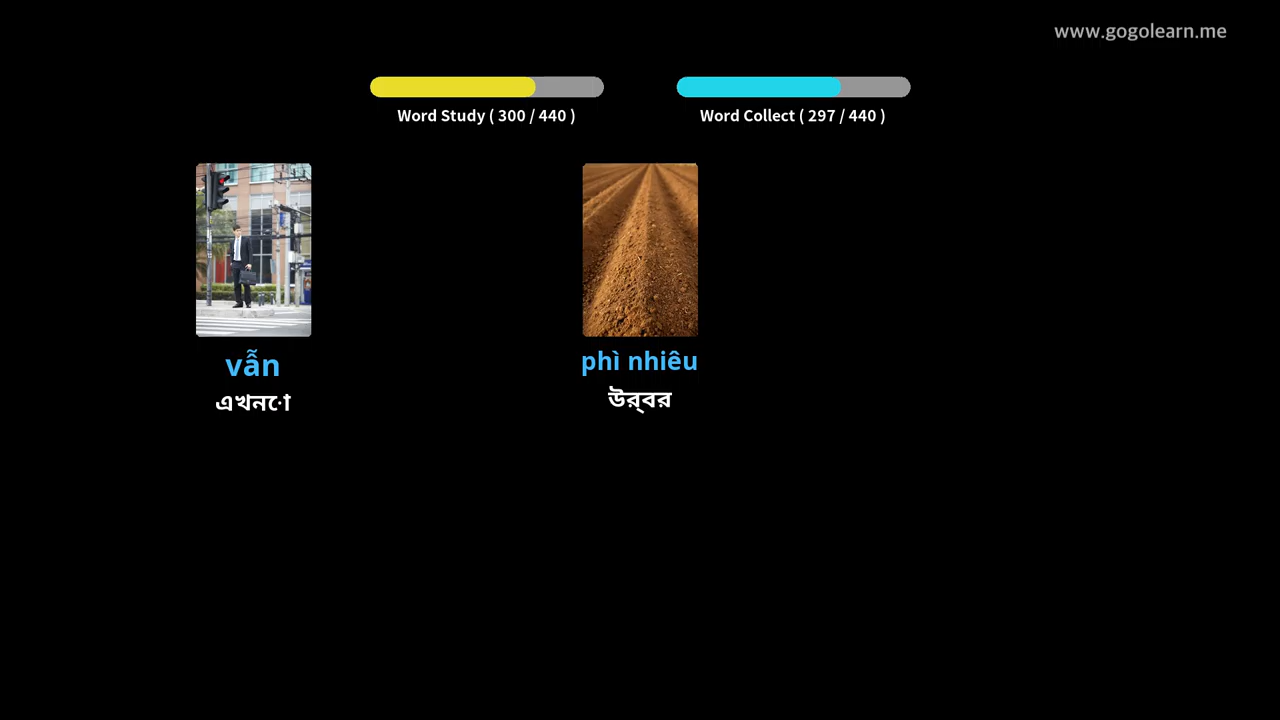 www.gogolearn.me
Word Study ( 300 / 440 )
Word Collect ( 297 / 440 )
vẫn
এখনো
phì nhiêu
উর্বর